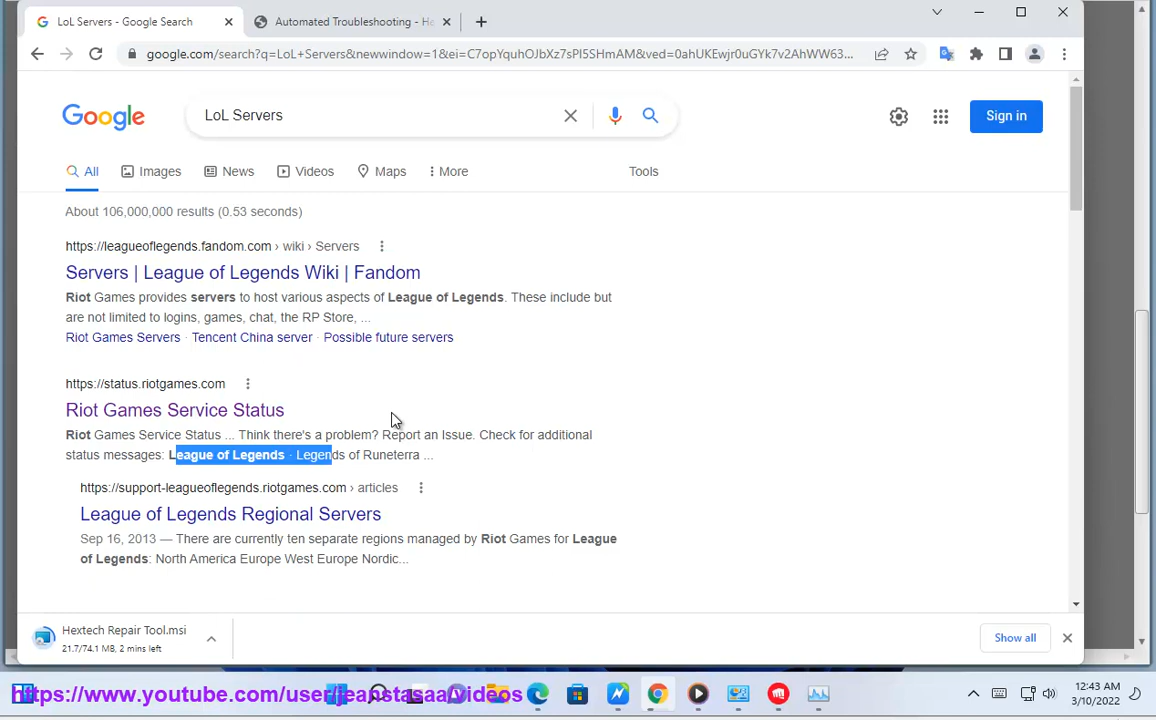 LoL Servers - Google Search
Automated Troubleshooting - He
google.com/search?q=LoL+Servers&newwindow=1&ei=C7opYquhOJbXz7sPI5SHmAM&ved=0ahUKEwjr0uGYk7v2AhWW63...
Google
LoL Servers
Sign in
All
Images
News
Videos
Maps
More
Tools
About 106,000,000 results (0.53 seconds)
https://leagueoflegends.fandom.com › wiki › Servers
Servers | League of Legends Wiki | Fandom
Riot Games provides servers to host various aspects of League of Legends. These include but
are not limited to logins, games, chat, the RP Store, ...
Riot Games Servers · Tencent China server · Possible future servers
https://status.riotgames.com
Riot Games Service Status
Riot Games Service Status ... Think there's a problem? Report an Issue. Check for additional
status messages: League of Legends · Legends of Runeterra ...
https://support-leagueoflegends.riotgames.com › articles
League of Legends Regional Servers
Sep 16, 2013 — There are currently ten separate regions managed by Riot Games for League
of Legends: North America Europe West Europe Nordic...
Hextech Repair Tool.msi
21.7/74.1 MB, 2 mins left
Show all
https://www.youtube.com/user/jeapstasaa/videos
12:43 AM
3/10/2022